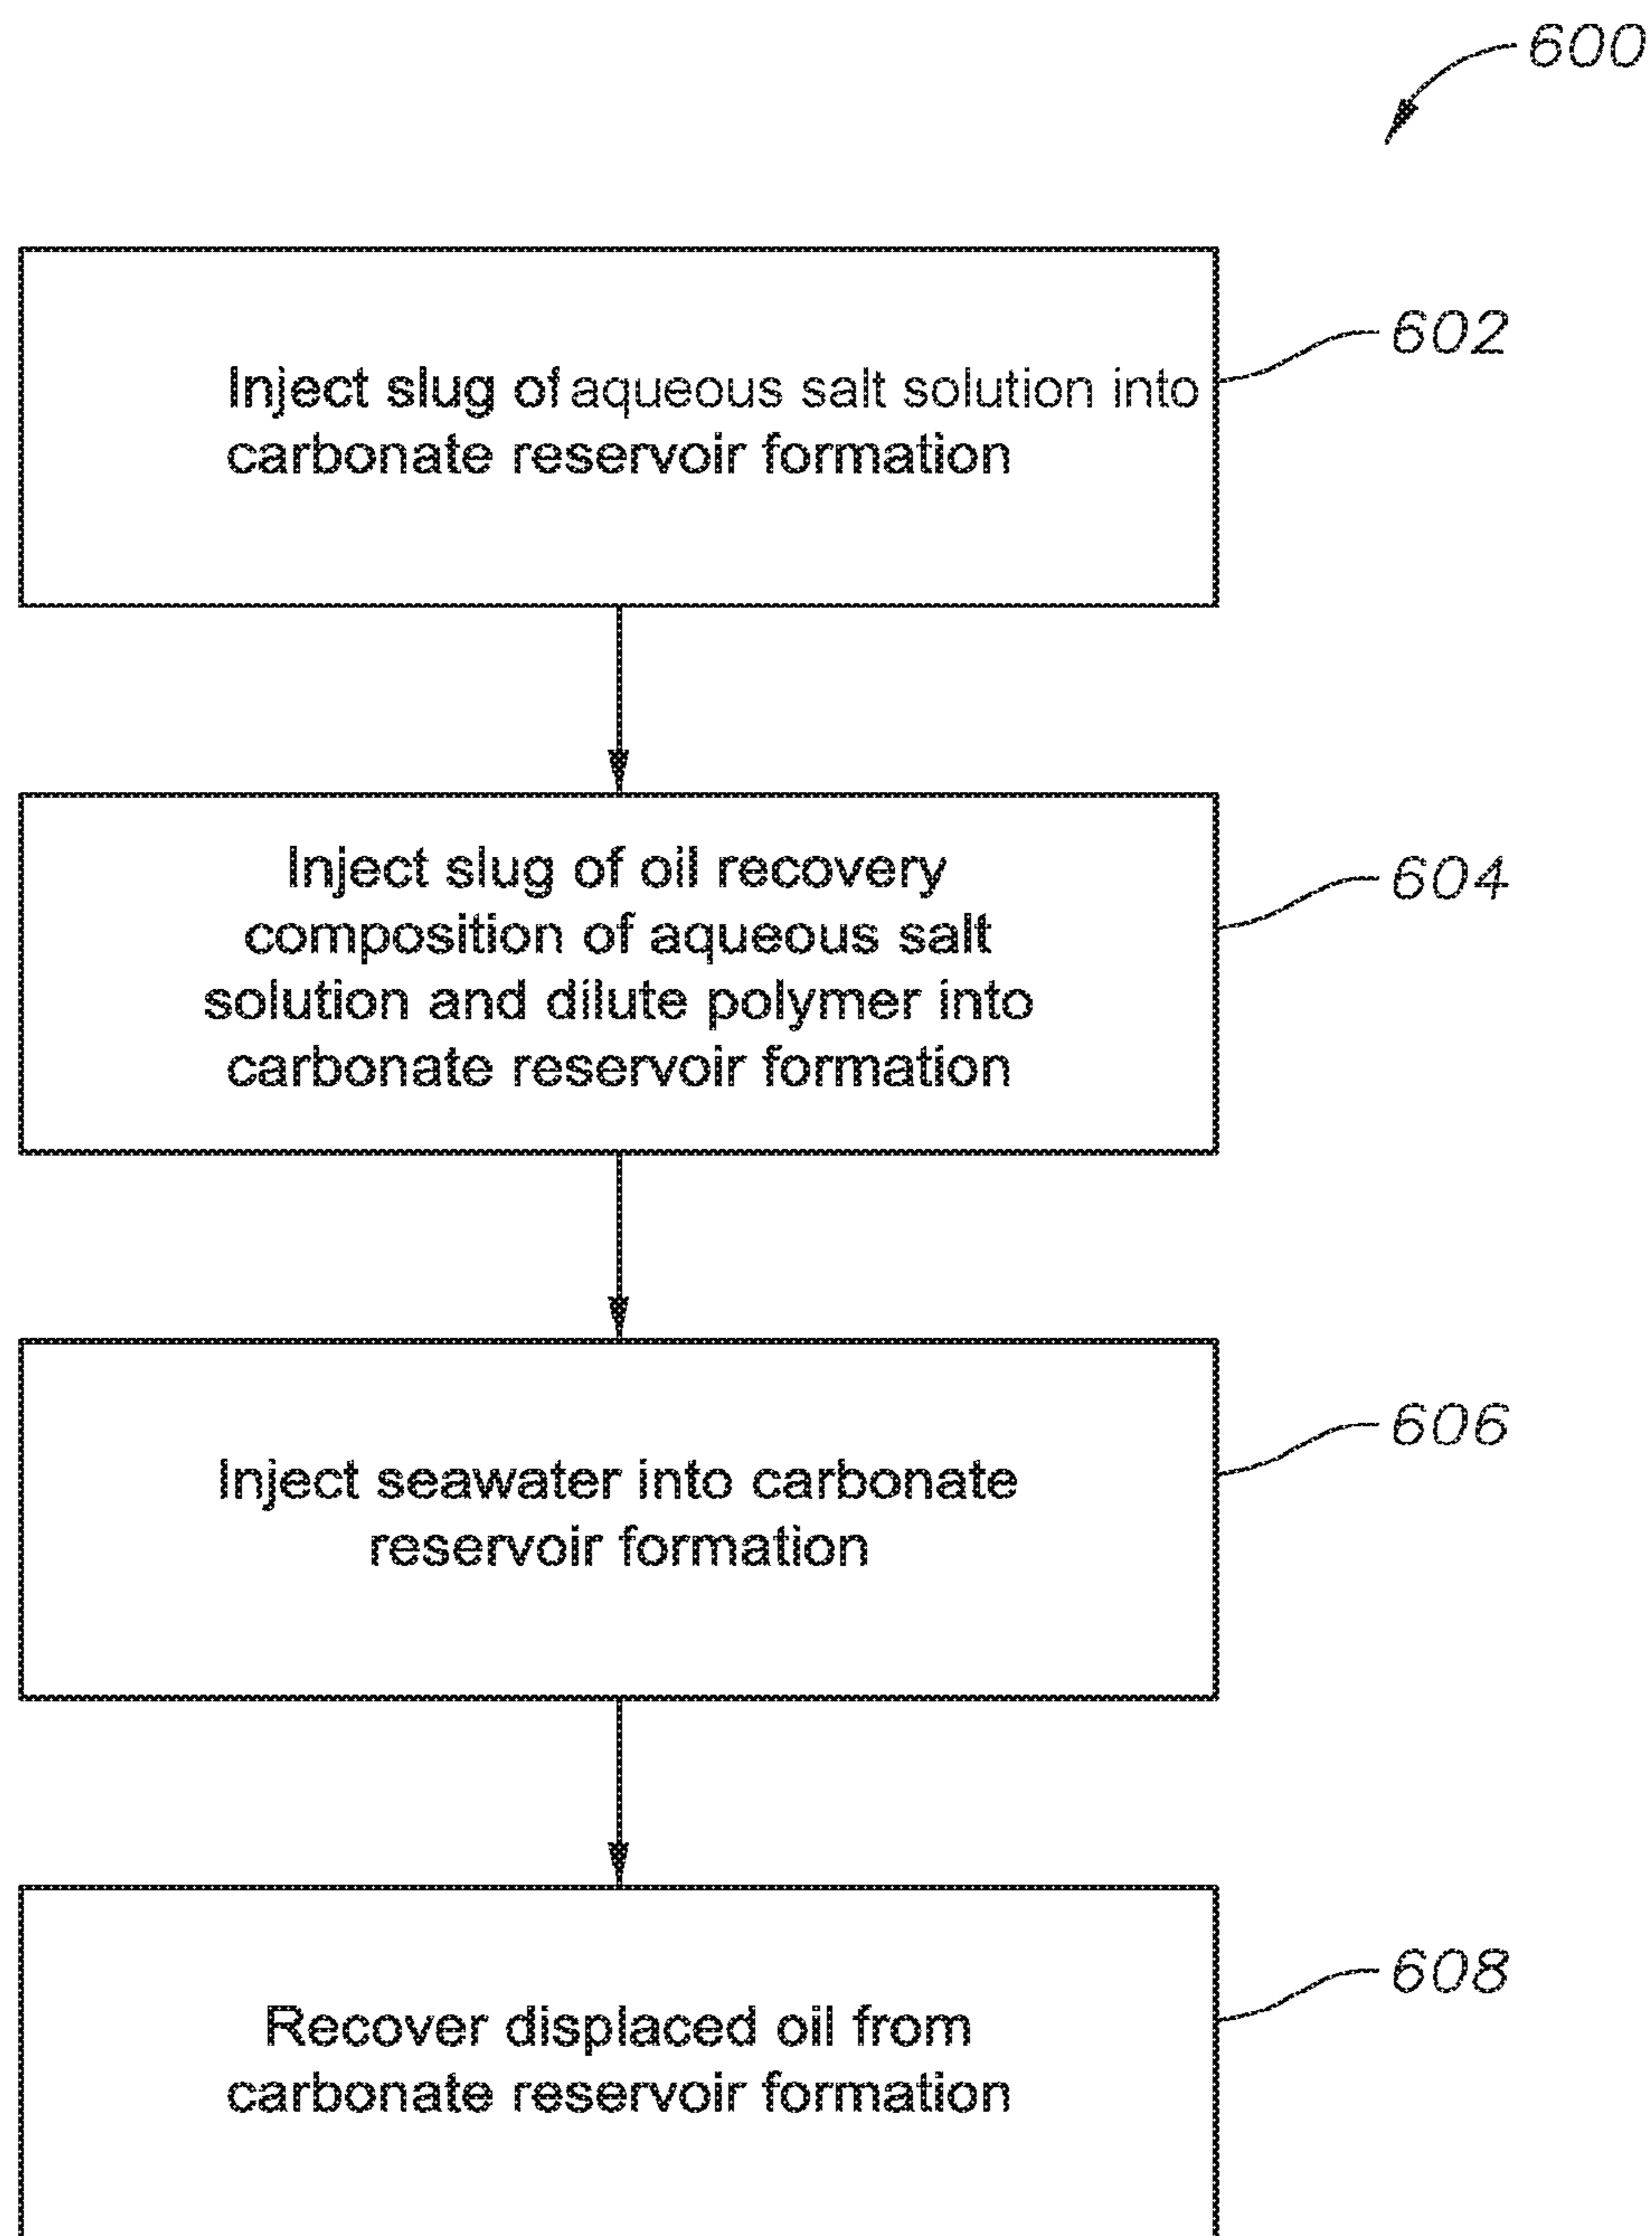 600
Inject slug of aqueous salt solution into
carbonate reservoir formation
602
Inject slug of oil recovery
composition of aqueous salt
solution and dilute polymer into
carbonate reservoir formation
604
Inject seawater into carbonate
reservoir formation
606
Recover displaced oil from
carbonate reservoir formation
608